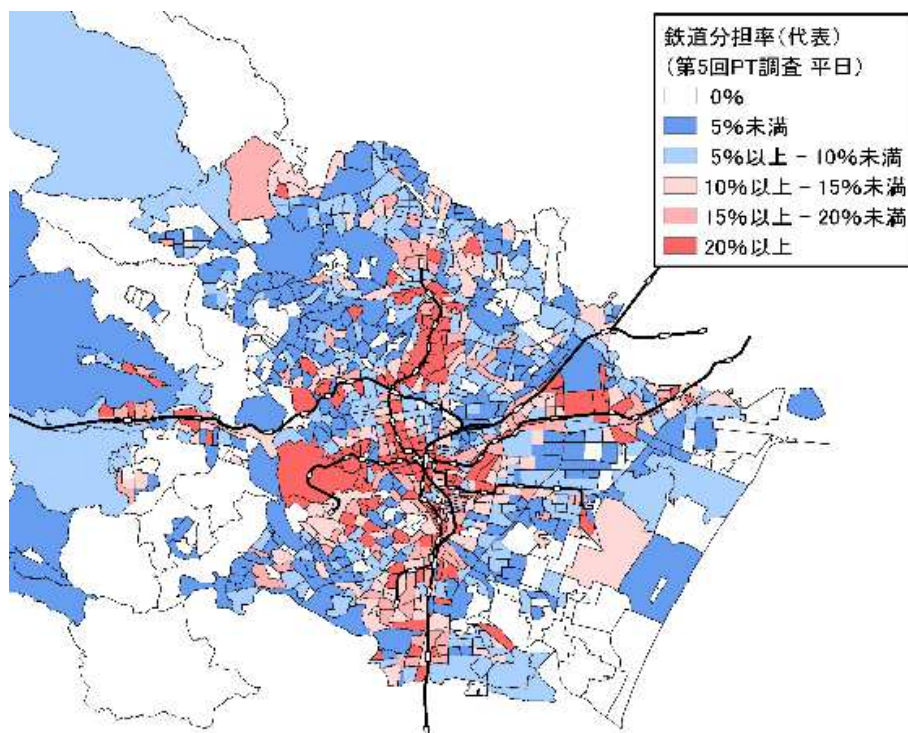 鉄道分担率(代表)
(第5回PT調査 平日)
0%
5%未満
5%以上-10%未満
10%以上-15%未満
15%以上-20%未満
20%以上